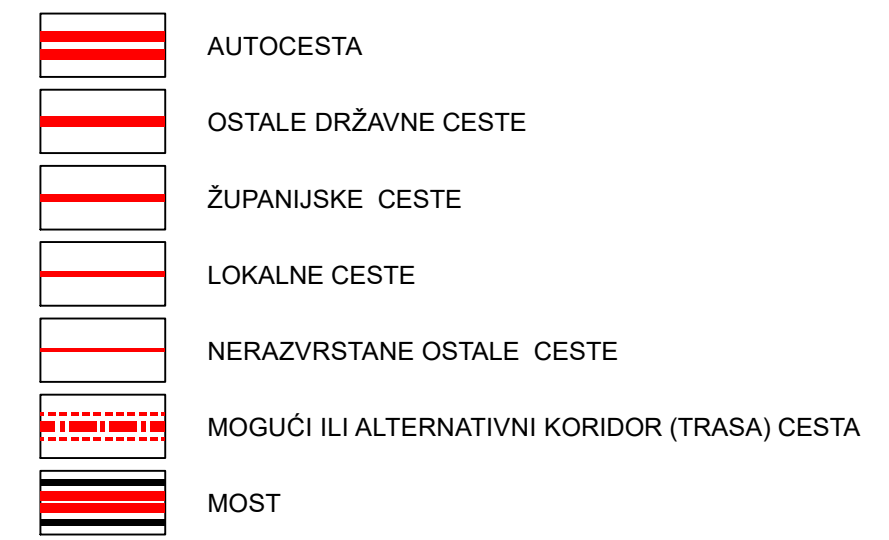 AUTOCESTA
OSTALE DRŽAVNE CESTE
ŽUPANIJSKE  CESTE
LOKALNE CESTE
NERAZVRSTANE OSTALE  CESTE
MOGUĆI ILI ALTERNATIVNI KORIDOR (TRASA) CESTA
MOST